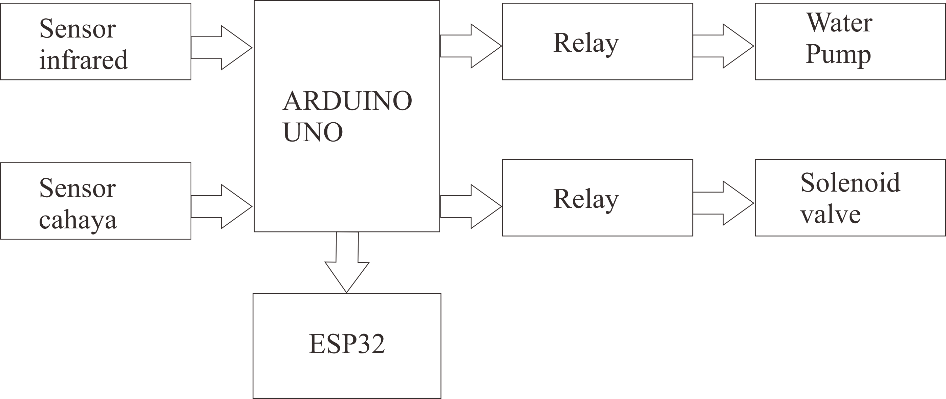 Sensor
infrared
ARDUINO
UNO
Relay
Water
Pump
Sensor
cahaya
Relay
Solenoid
valve
ESP32